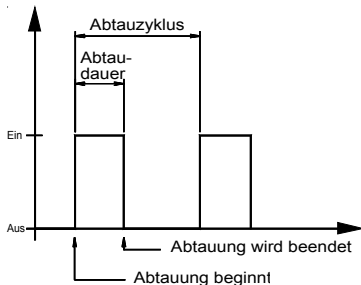 Abtauzyklus
Abtau-
dauer
Ein
Aus
Abtauung wird beendet
Abtauung beginnt